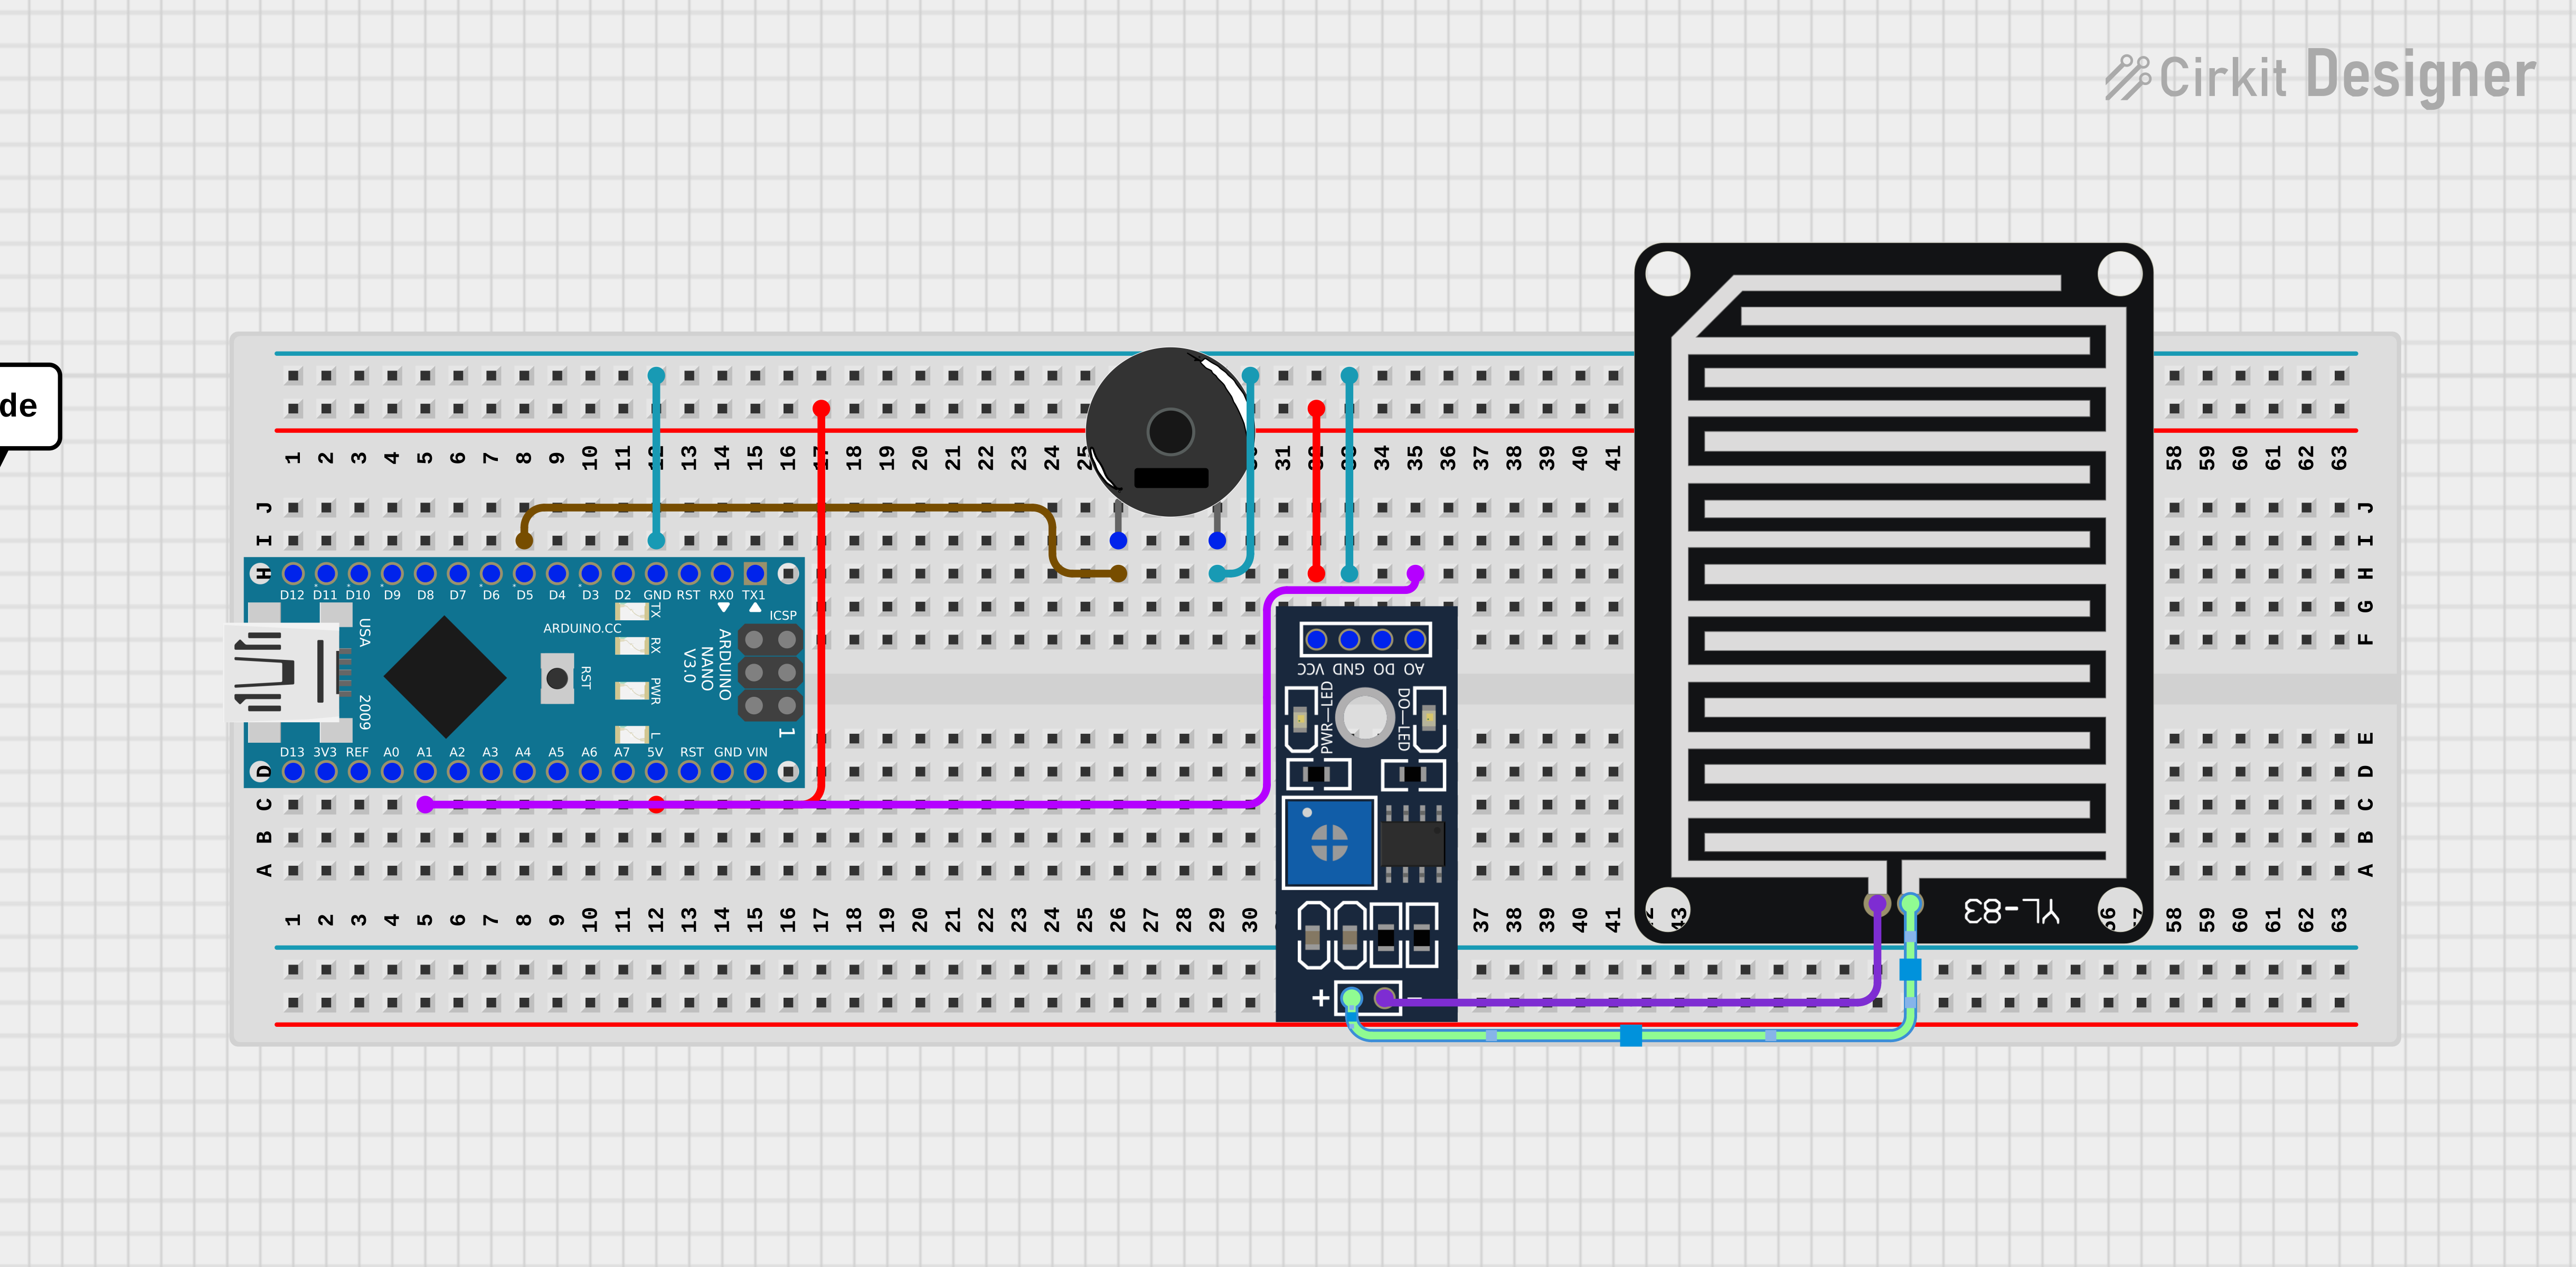 Cirkit Designer
de
1 2 3 4 5 6 7 8 9 10 11 12 13 14 15 16 17 18 19 20 21 22 23 24 25 30 31 32 33 34 35 36 37 38 39 40 41 58 59 60 61 62 63
J J
I I
H H
D12 D11 D10 D9 D8 D7 D6 D5 D4 D3 D2 GND RST RX0 TX1
G
F
ICSP
USA
2009
ARDUINO.CC
RST
TX
RX
PWR
L
ARDUINO
NANO
V3.0
1
D13 3V3 REF A0 A1 A2 A3 A4 A5 A6 A7 5V RST GND VIN
VCC GND DO AO
PWR-LED
DO-LED
E
D D
C C
B B
A A
YL-83
1 2 3 4 5 6 7 8 9 10 11 12 13 14 15 16 17 18 19 20 21 22 23 24 25 26 27 28 29 30 37 38 39 40 41 43 58 59 60 61 62 63
+ −